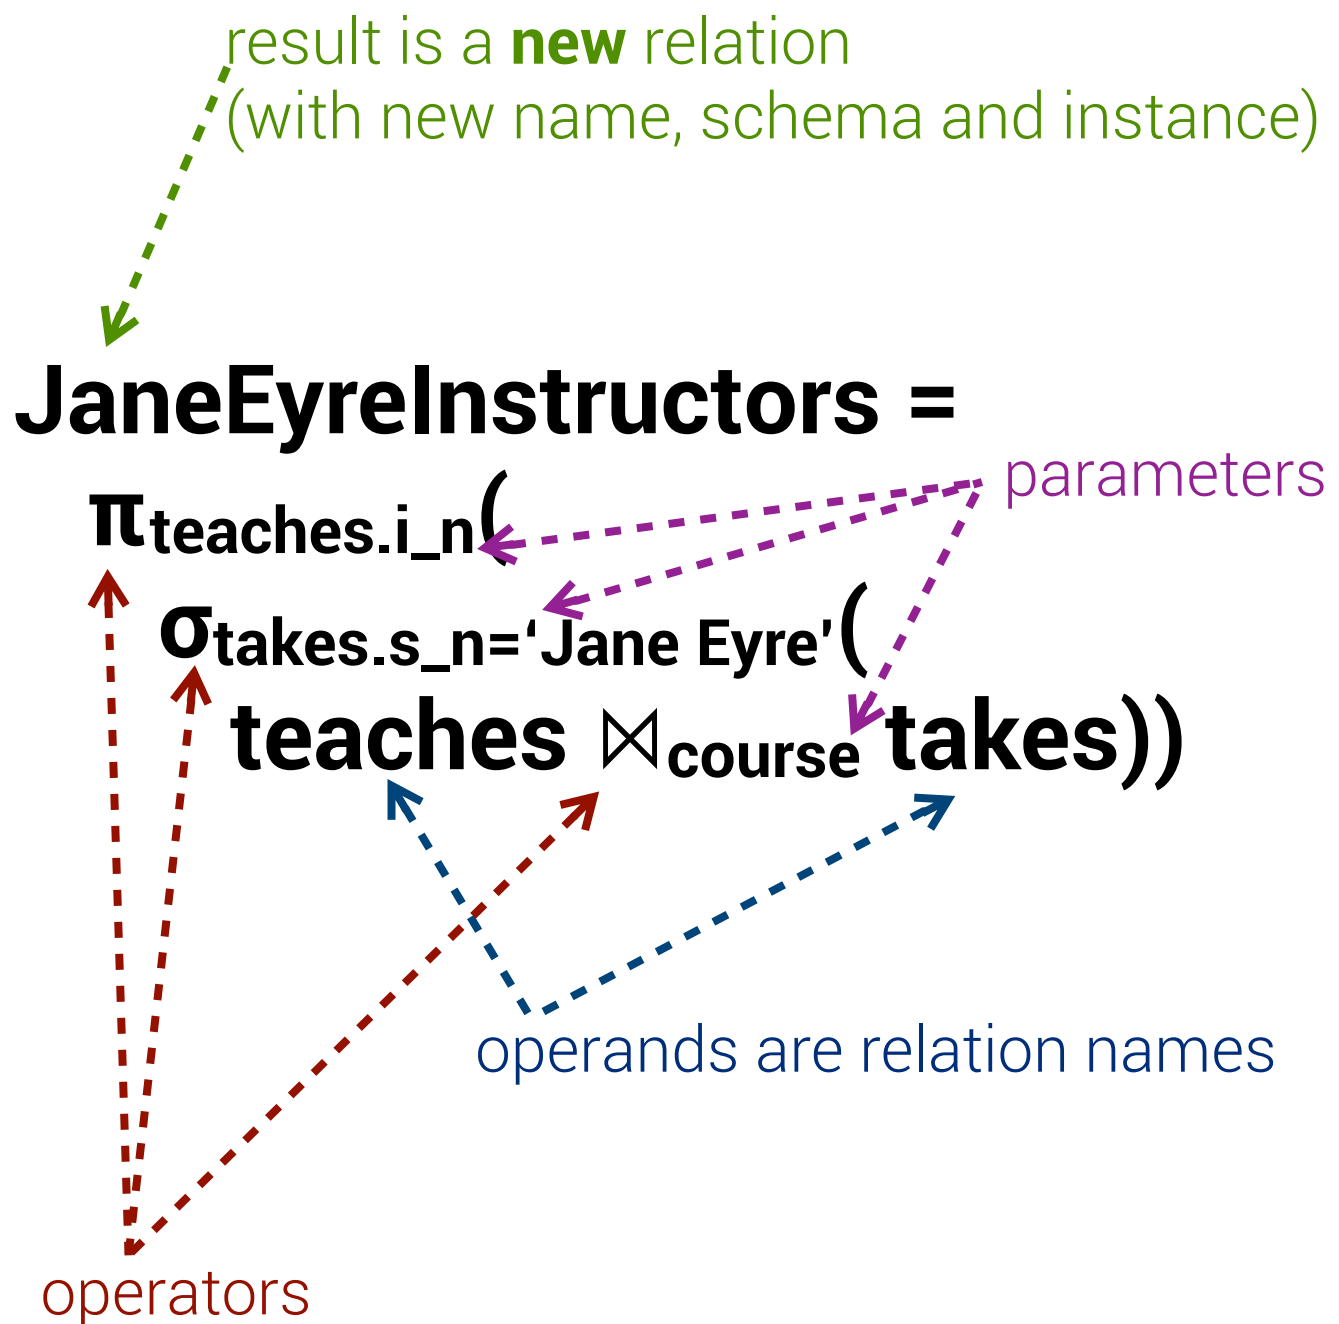 result is a new relation
(with new name, schema and instance)
JaneEyreInstructors =
parameters
πteaches.i_n(
σtakes.s_n=‘Jane Eyre’(
teaches ⋈course takes))
operands are relation names
operators